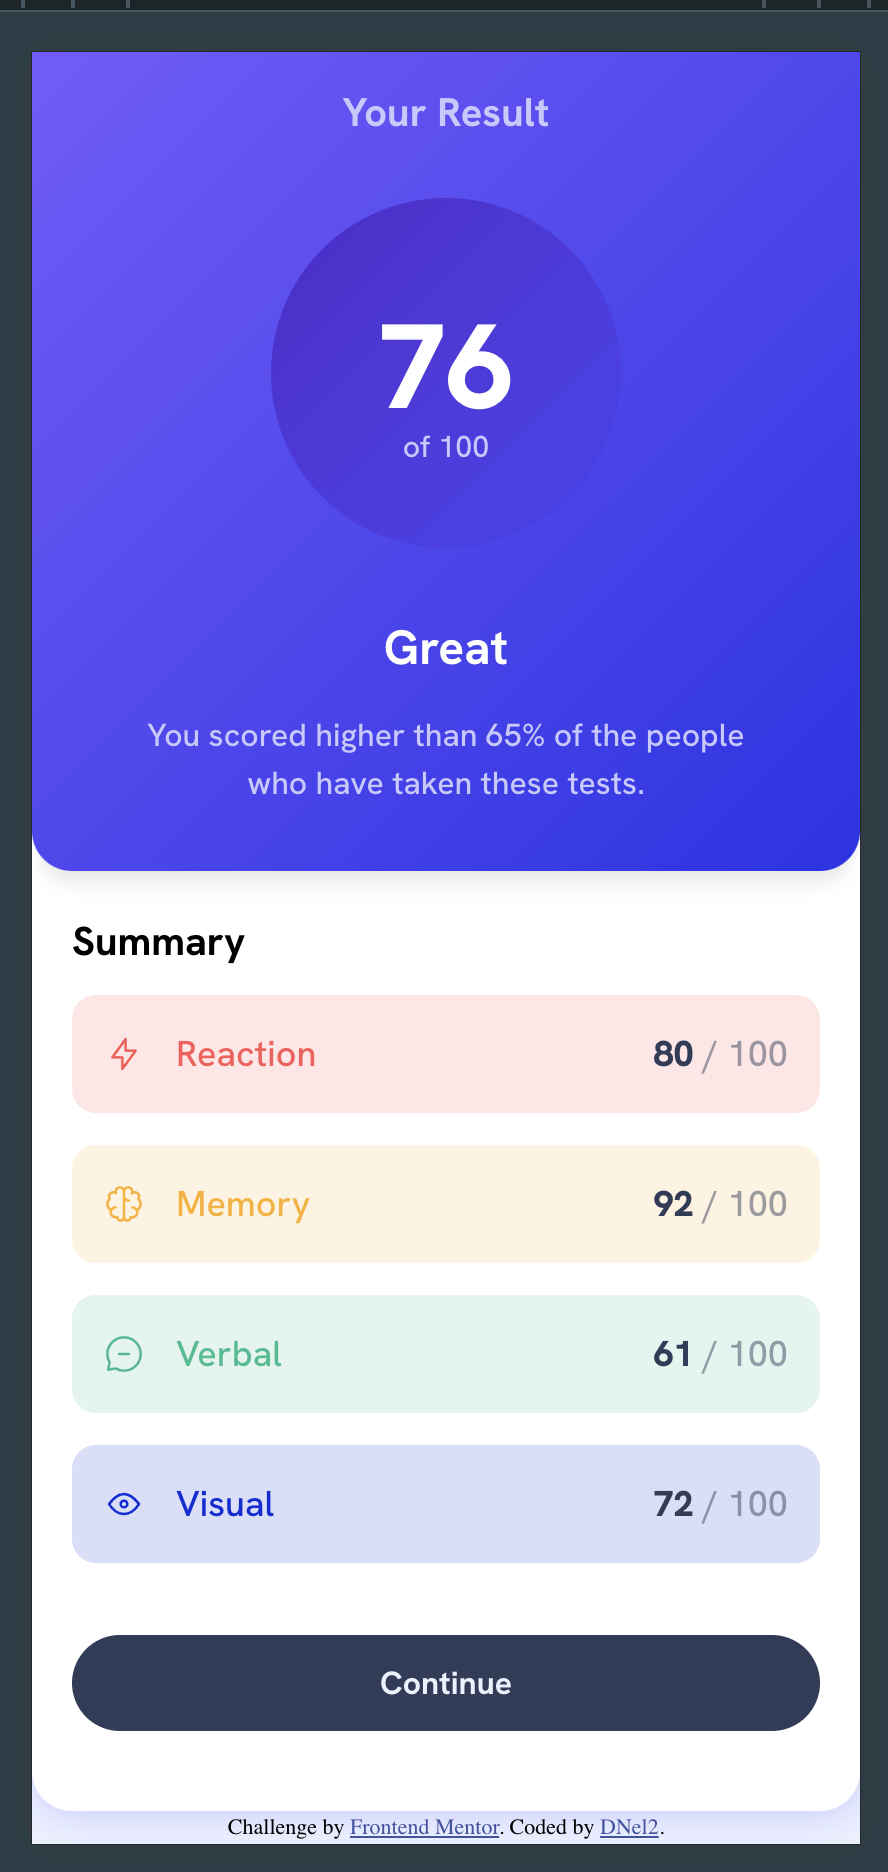 Your Result
76
of 100
Great
You scored higher than 65% of the people
who have taken these tests.
Summary
Reaction 80 / 100
Memory 92 / 100
Verbal 61 / 100
Visual 72 / 100
Continue
Challenge by Frontend Mentor. Coded by DNel2.